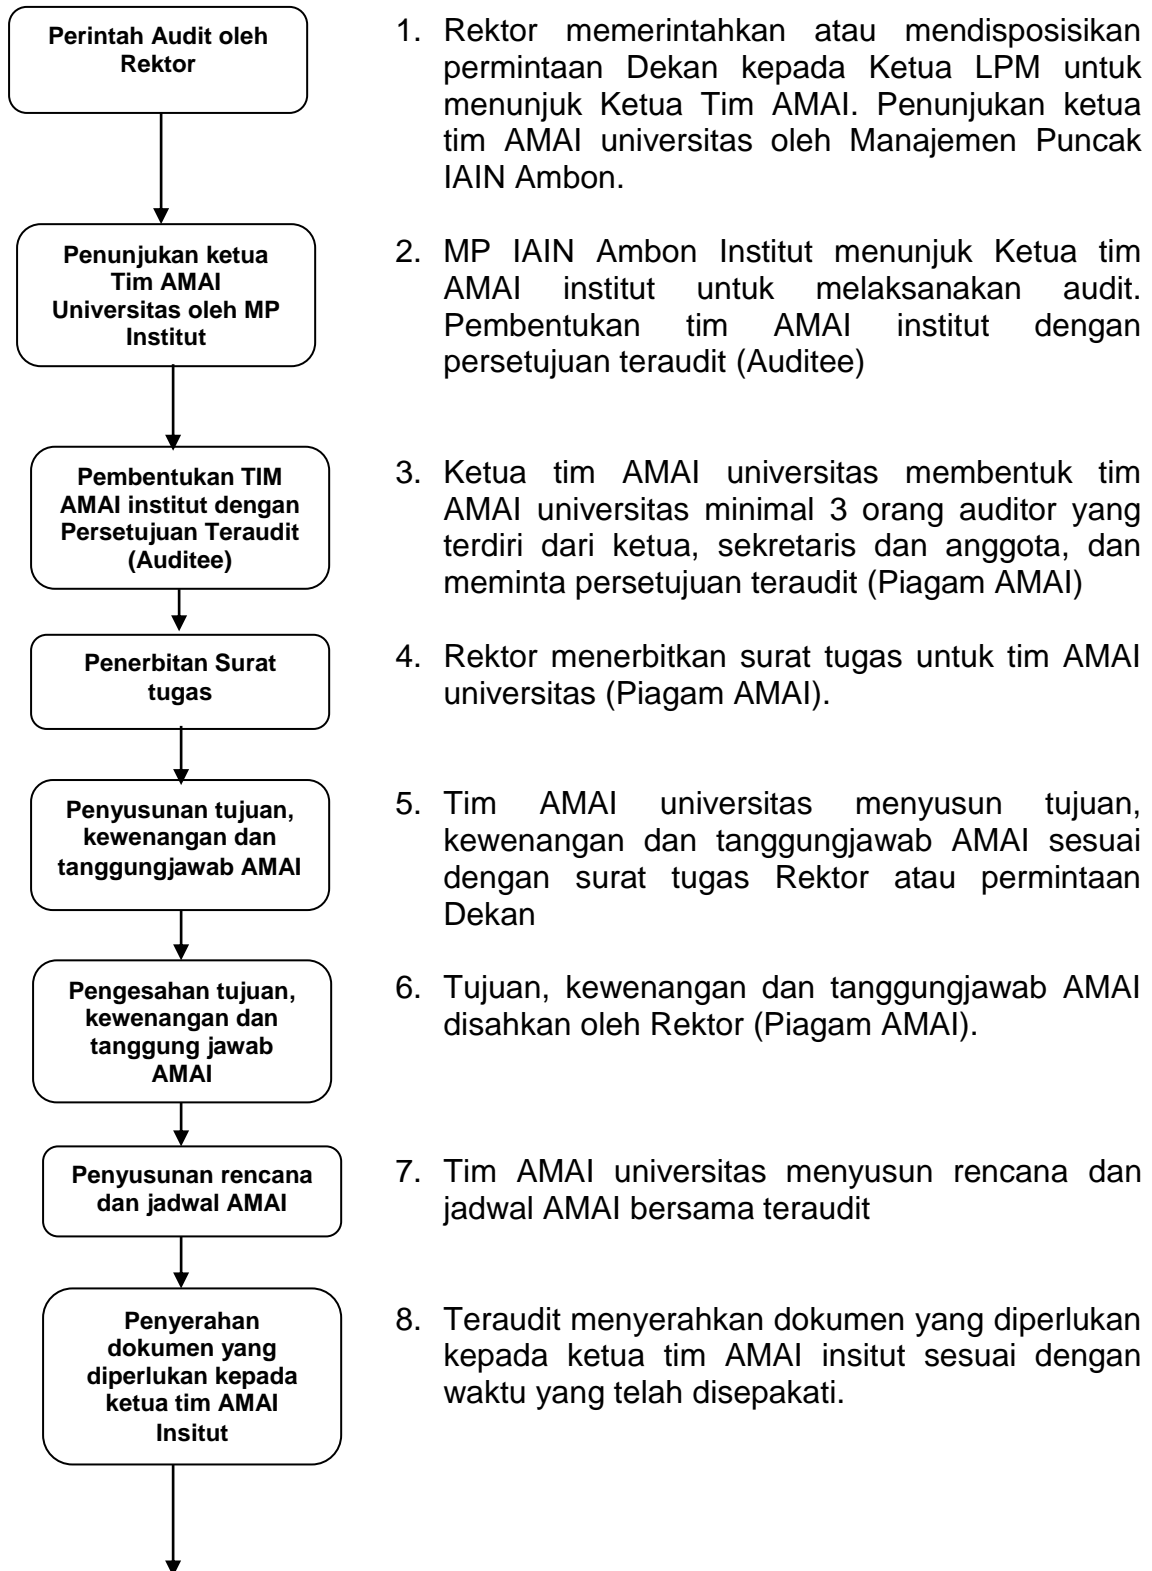 Perintah Audit oleh
Rektor
1. Rektor memerintahkan atau mendisposisikan
permintaan Dekan kepada Ketua LPM untuk
menunjuk Ketua Tim AMAI. Penunjukan ketua
tim AMAI universitas oleh Manajemen Puncak
IAIN Ambon.
Penunjukan ketua
Tim AMAI
Universitas oleh MP
Institut
2. MP IAIN Ambon Institut menunjuk Ketua tim
AMAI institut untuk melaksanakan audit.
Pembentukan tim AMAI institut dengan
persetujuan teraudit (Auditee)
Pembentukan TIM
AMAI institut dengan
Persetujuan Teraudit
(Auditee)
3. Ketua tim AMAI universitas membentuk tim
AMAI universitas minimal 3 orang auditor yang
terdiri dari ketua, sekretaris dan anggota, dan
meminta persetujuan teraudit (Piagam AMAI)
Penerbitan Surat
tugas
4. Rektor menerbitkan surat tugas untuk tim AMAI
universitas (Piagam AMAI).
Penyusunan tujuan,
kewenangan dan
tanggungjawab AMAI
5. Tim AMAI universitas menyusun tujuan,
kewenangan dan tanggungjawab AMAI sesuai
dengan surat tugas Rektor atau permintaan
Dekan
Pengesahan tujuan,
kewenangan dan
tanggung jawab
AMAI
6. Tujuan, kewenangan dan tanggungjawab AMAI
disahkan oleh Rektor (Piagam AMAI).
Penyusunan rencana
dan jadwal AMAI
7. Tim AMAI universitas menyusun rencana dan
jadwal AMAI bersama teraudit
Penyerahan
dokumen yang
diperlukan kepada
ketua tim AMAI
Insitut
8. Teraudit menyerahkan dokumen yang diperlukan
kepada ketua tim AMAI insitut sesuai dengan
waktu yang telah disepakati.